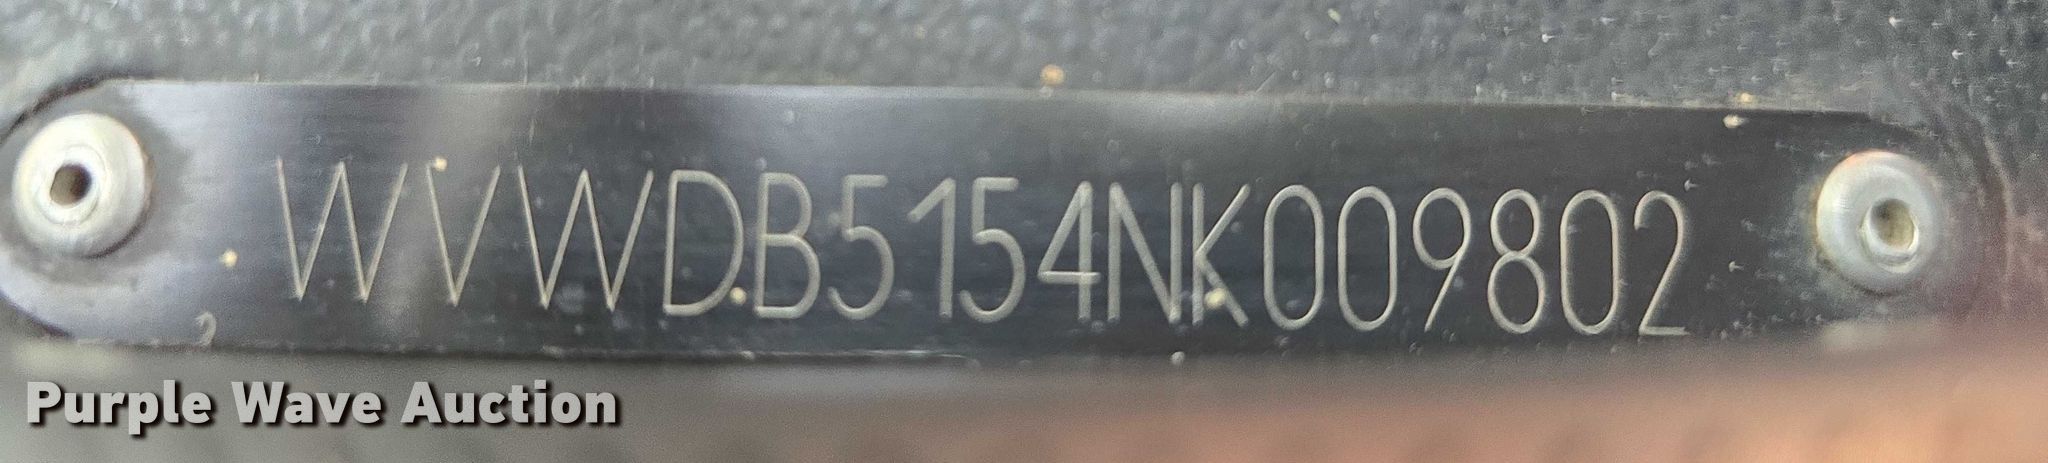 WVWDB5154NK009802
Purple Wave Auction